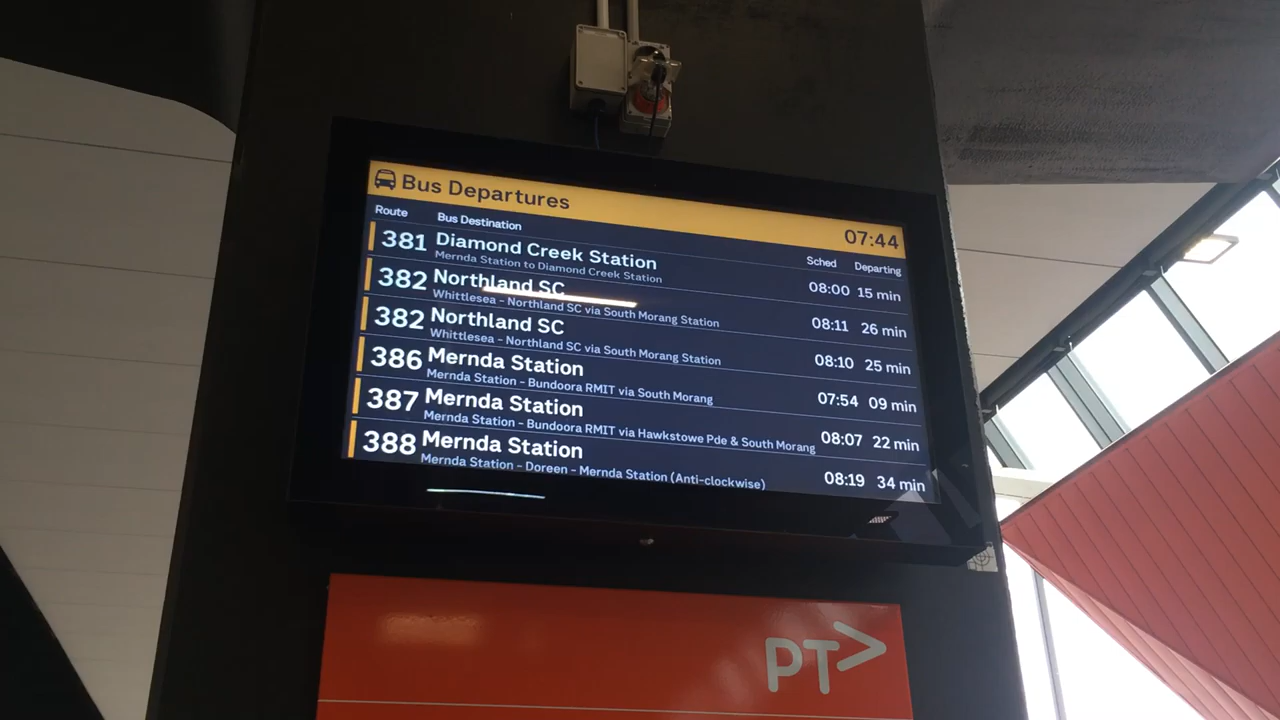 Bus Departures 07:44
Route Bus Destination Sched Departing
381 Diamond Creek Station 08:00 15 min
Mernda Station to Diamond Creek Station
382 Northland SC 08:11 26 min
Whittlesea - Northland SC via South Morang Station
382 Northland SC 08:10 25 min
Whittlesea - Northland SC via South Morang Station
386 Mernda Station 07:54 09 min
Mernda Station - Bundoora RMIT via South Morang
387 Mernda Station 08:07 22 min
Mernda Station - Bundoora RMIT via Hawkstowe Pde & South Morang
388 Mernda Station 08:19 34 min
Mernda Station - Doreen - Mernda Station (Anti-clockwise)
PT>